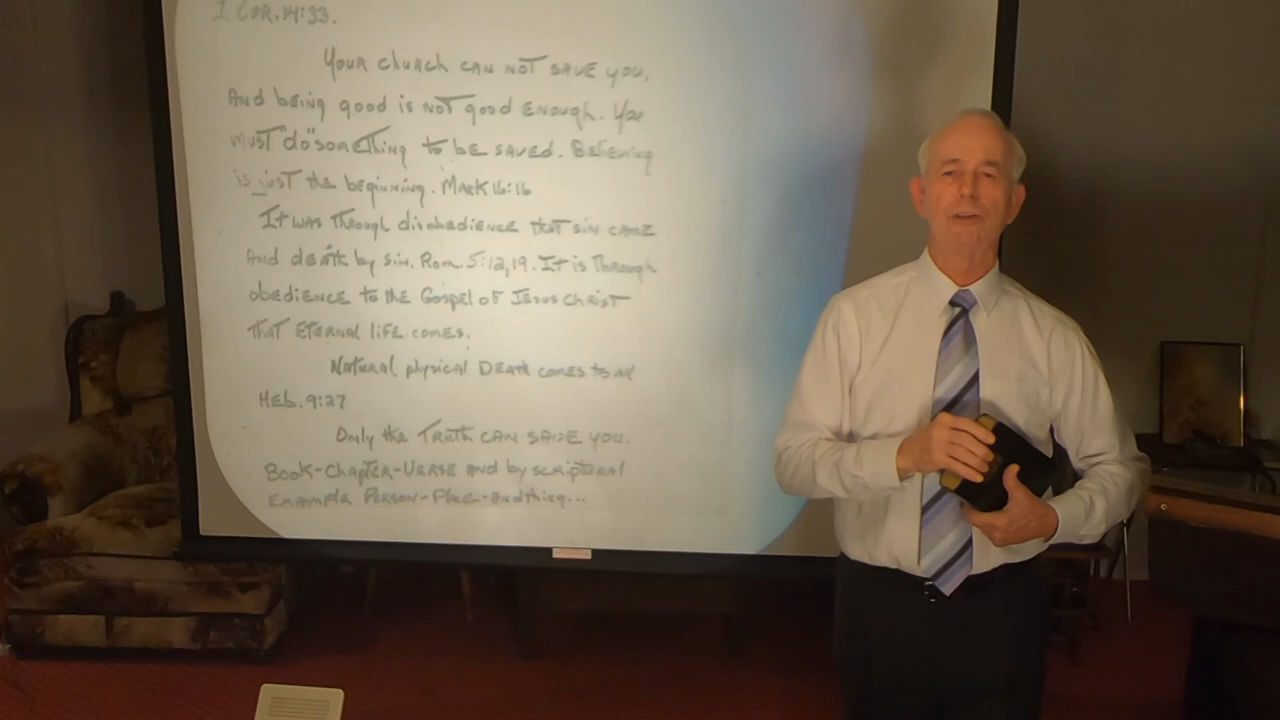 I COR. 14:33.
Your church can not save you.
And being good is not good enough. You
must "do" something to be saved. Believing
is just the beginning. Mark 16:16
It was through disobedience that sin came
And death by sin. Rom. 5:12,19. It is through
obedience to the Gospel of Jesus Christ
that eternal life comes.
Natural physical Death comes to all
Heb. 9:27
Only the Truth can save you.
Book-Chapter-Verse and by scriptural
Example Person-Place-And thing...